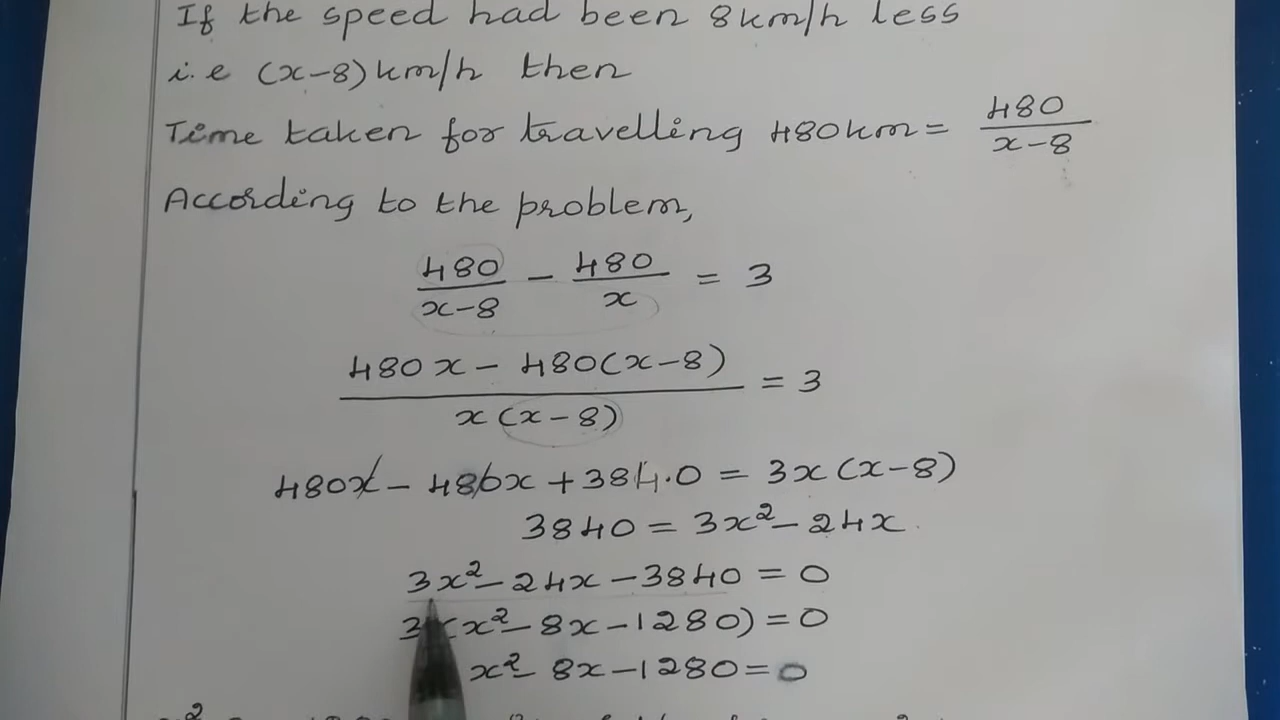 If the speed had been 8km/h less
i.e (x-8)km/h then
Time taken for travelling 480km = 480/(x-8)
According to the problem,
480/(x-8) - 480/x = 3
(480x - 480(x-8))/(x(x-8)) = 3
480x - 480x + 3840 = 3x(x-8)
3840 = 3x² - 24x
3x² - 24x - 3840 = 0
3(x² - 8x - 1280) = 0
x² - 8x - 1280 = 0